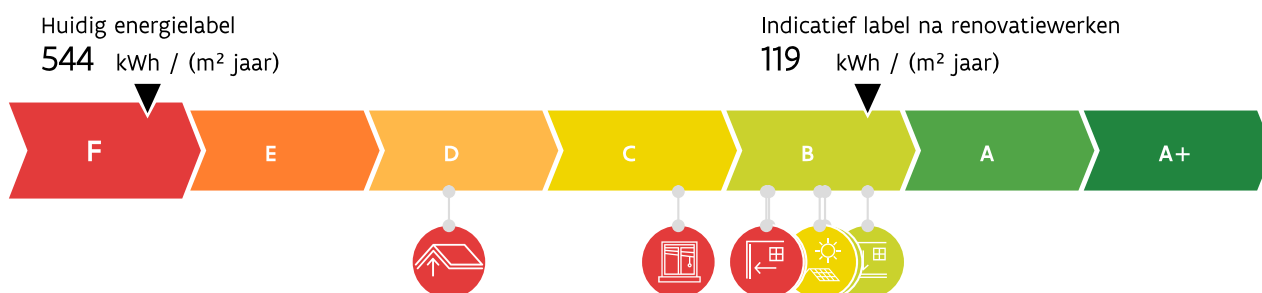 Huidig energielabel
544 kWh / (m² jaar)
Indicatief label na renovatiewerken
119 kWh / (m² jaar)
F E D C B A A+